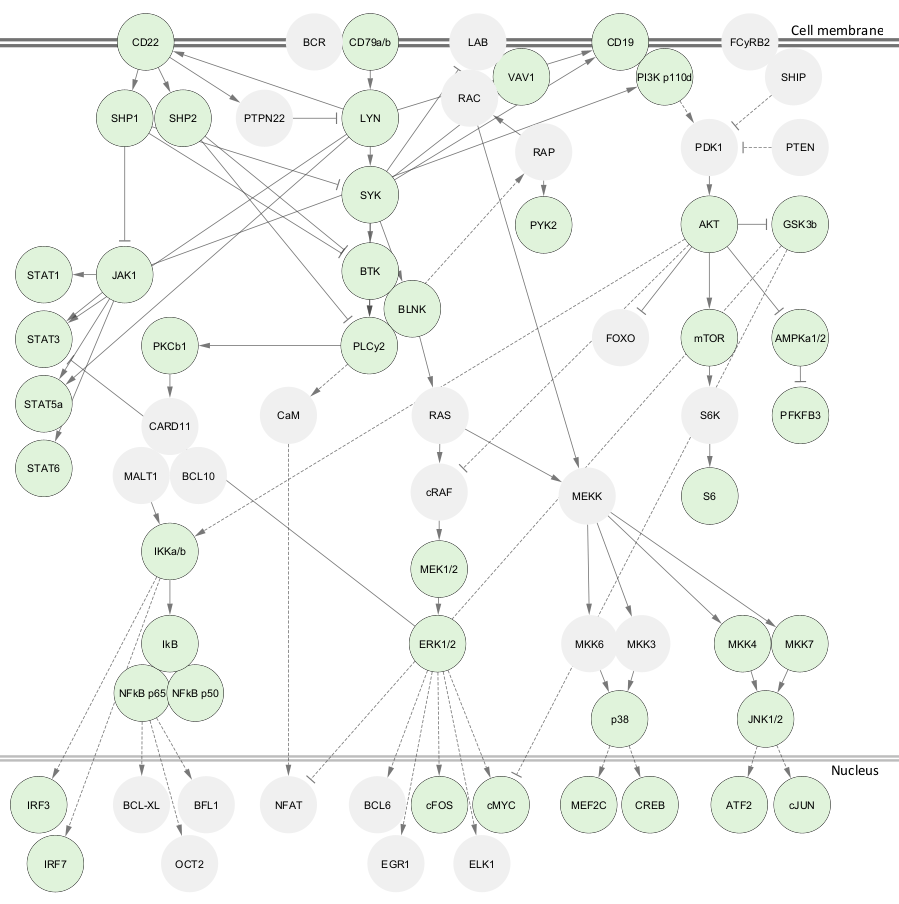 Cell membrane
CD22
BCR
CD79a/b
LAB
CD19
FCyRB2
VAV1
PI3K p110d
SHIP
RAC
SHP1
SHP2
PTPN22
LYN
RAP
PDK1
PTEN
SYK
PYK2
AKT
GSK3b
STAT1
JAK1
BTK
BLNK
STAT3
PKCb1
PLCy2
FOXO
mTOR
AMPKa1/2
STAT5a
CARD11
CaM
RAS
S6K
PFKFB3
STAT6
MALT1
BCL10
cRAF
MEKK
S6
IKKa/b
MEK1/2
IkB
ERK1/2
MKK6
MKK3
MKK4
MKK7
NFkB p65
NFkB p50
p38
JNK1/2
Nucleus
IRF3
BCL-XL
BFL1
NFAT
BCL6
cFOS
cMYC
MEF2C
CREB
ATF2
cJUN
IRF7
OCT2
EGR1
ELK1